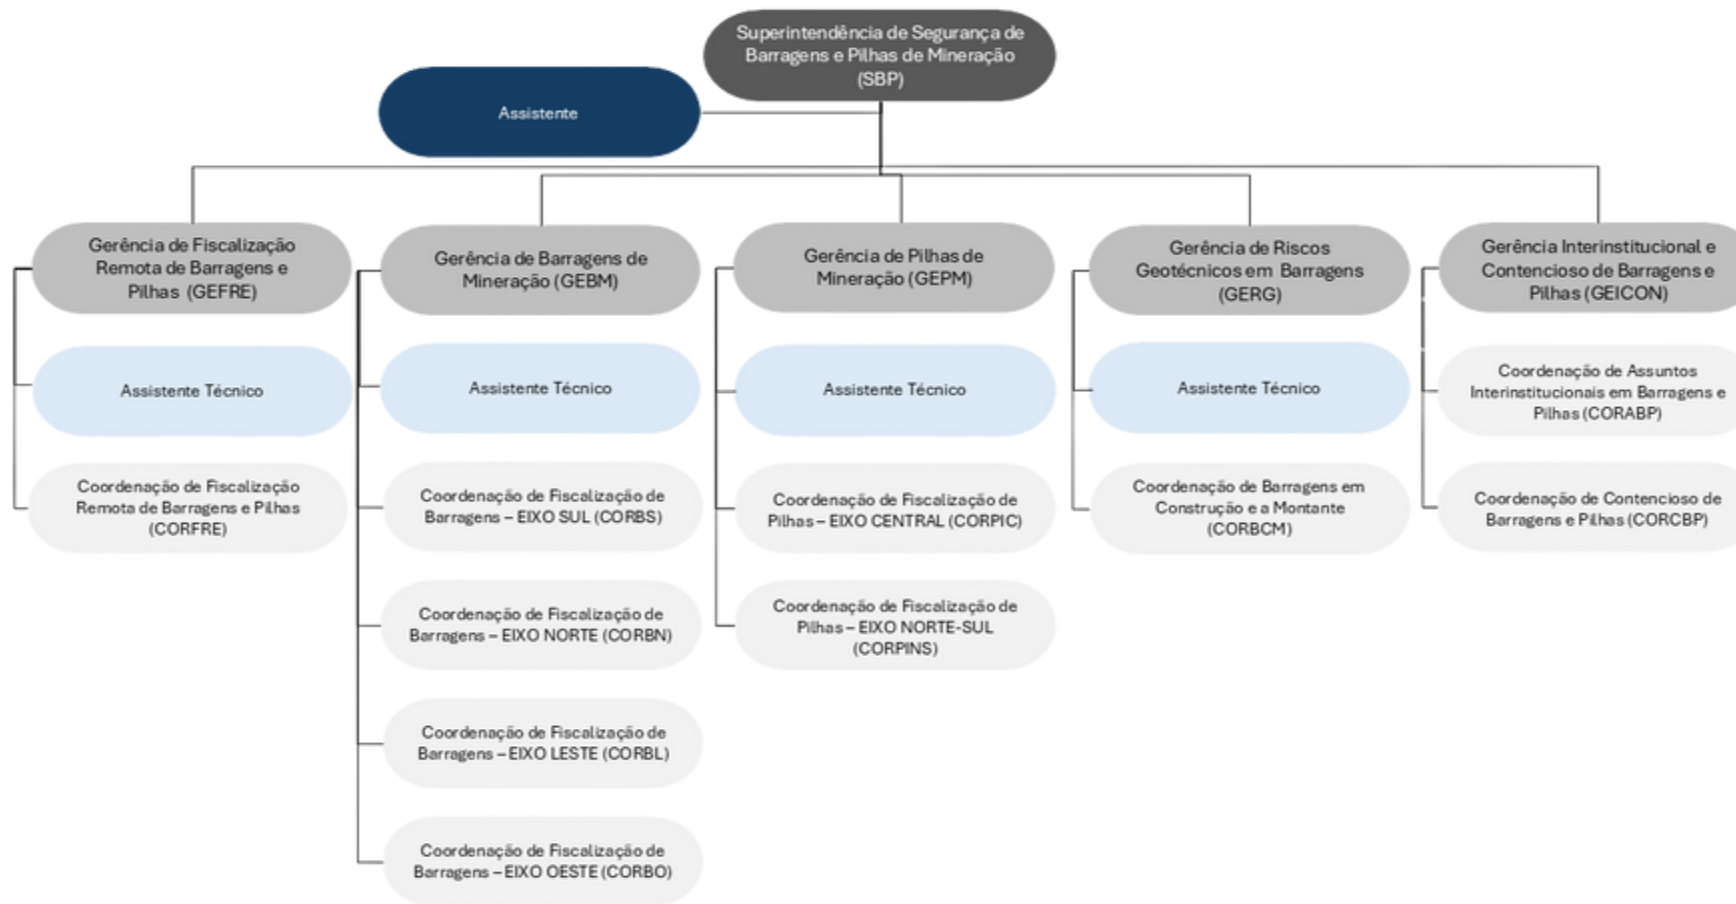 Superintendência de Segurança de
Barragens e Pilhas de Mineração
(SBP)
Assistente
Gerência de Fiscalização
Remota de Barragens e
Pilhas (GEFRE)
Assistente Técnico
Coordenação de Fiscalização
Remota de Barragens e Pilhas
(CORFRE)
Gerência de Barragens de
Mineração (GEBM)
Assistente Técnico
Coordenação de Fiscalização de
Barragens – EIXO SUL (CORBS)
Coordenação de Fiscalização de
Barragens – EIXO NORTE (CORBN)
Coordenação de Fiscalização de
Barragens – EIXO LESTE (CORBL)
Coordenação de Fiscalização de
Barragens – EIXO OESTE (CORBO)
Gerência de Pilhas de
Mineração (GEPM)
Assistente Técnico
Coordenação de Fiscalização de
Pilhas – EIXO CENTRAL (CORPIC)
Coordenação de Fiscalização de
Pilhas – EIXO NORTE-SUL
(CORPINS)
Gerência de Riscos
Geotécnicos em Barragens
(GERG)
Assistente Técnico
Coordenação de Barragens em
Construção e a Montante
(CORBCM)
Gerência Interinstitucional e
Contencioso de Barragens e
Pilhas (GEICON)
Coordenação de Assuntos
Interinstitucionais em Barragens e
Pilhas (CORABP)
Coordenação de Contencioso de
Barragens e Pilhas (CORCBP)